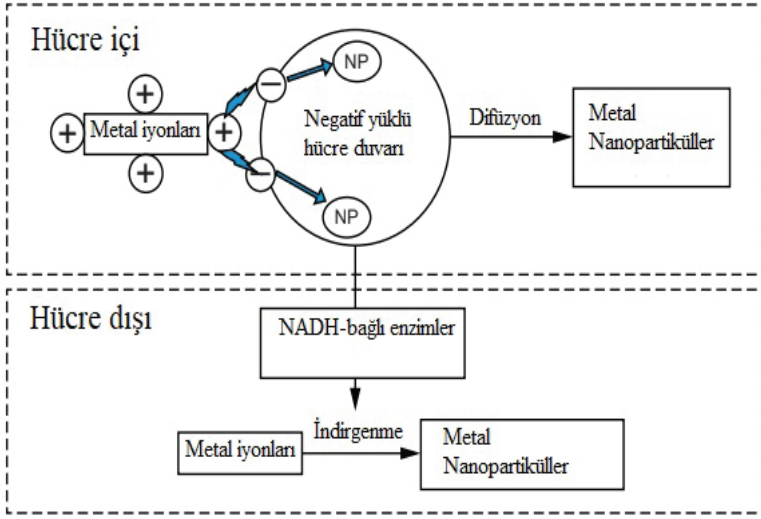 Hücre içi
NP
+
−
+
Metal iyonları
+
+
Negatif yüklü
hücre duvarı
Difüzyon
Metal
Nanopartiküller
−
NP
Hücre dışı
NADH-bağlı enzimler
İndirgenme
Metal iyonları
Metal
Nanopartiküller